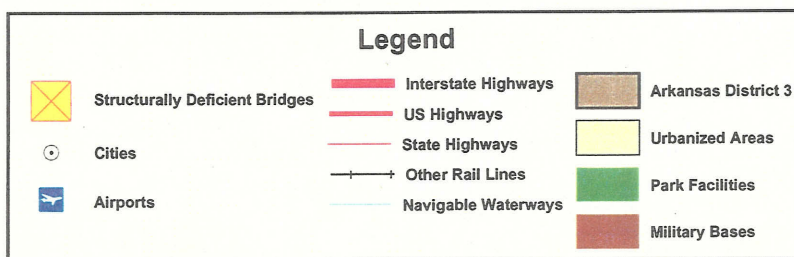 Legend
Structurally Deficient Bridges
Cities
Airports
Interstate Highways
US Highways
State Highways
Other Rail Lines
Navigable Waterways
Arkansas District 3
Urbanized Areas
Park Facilities
Military Bases